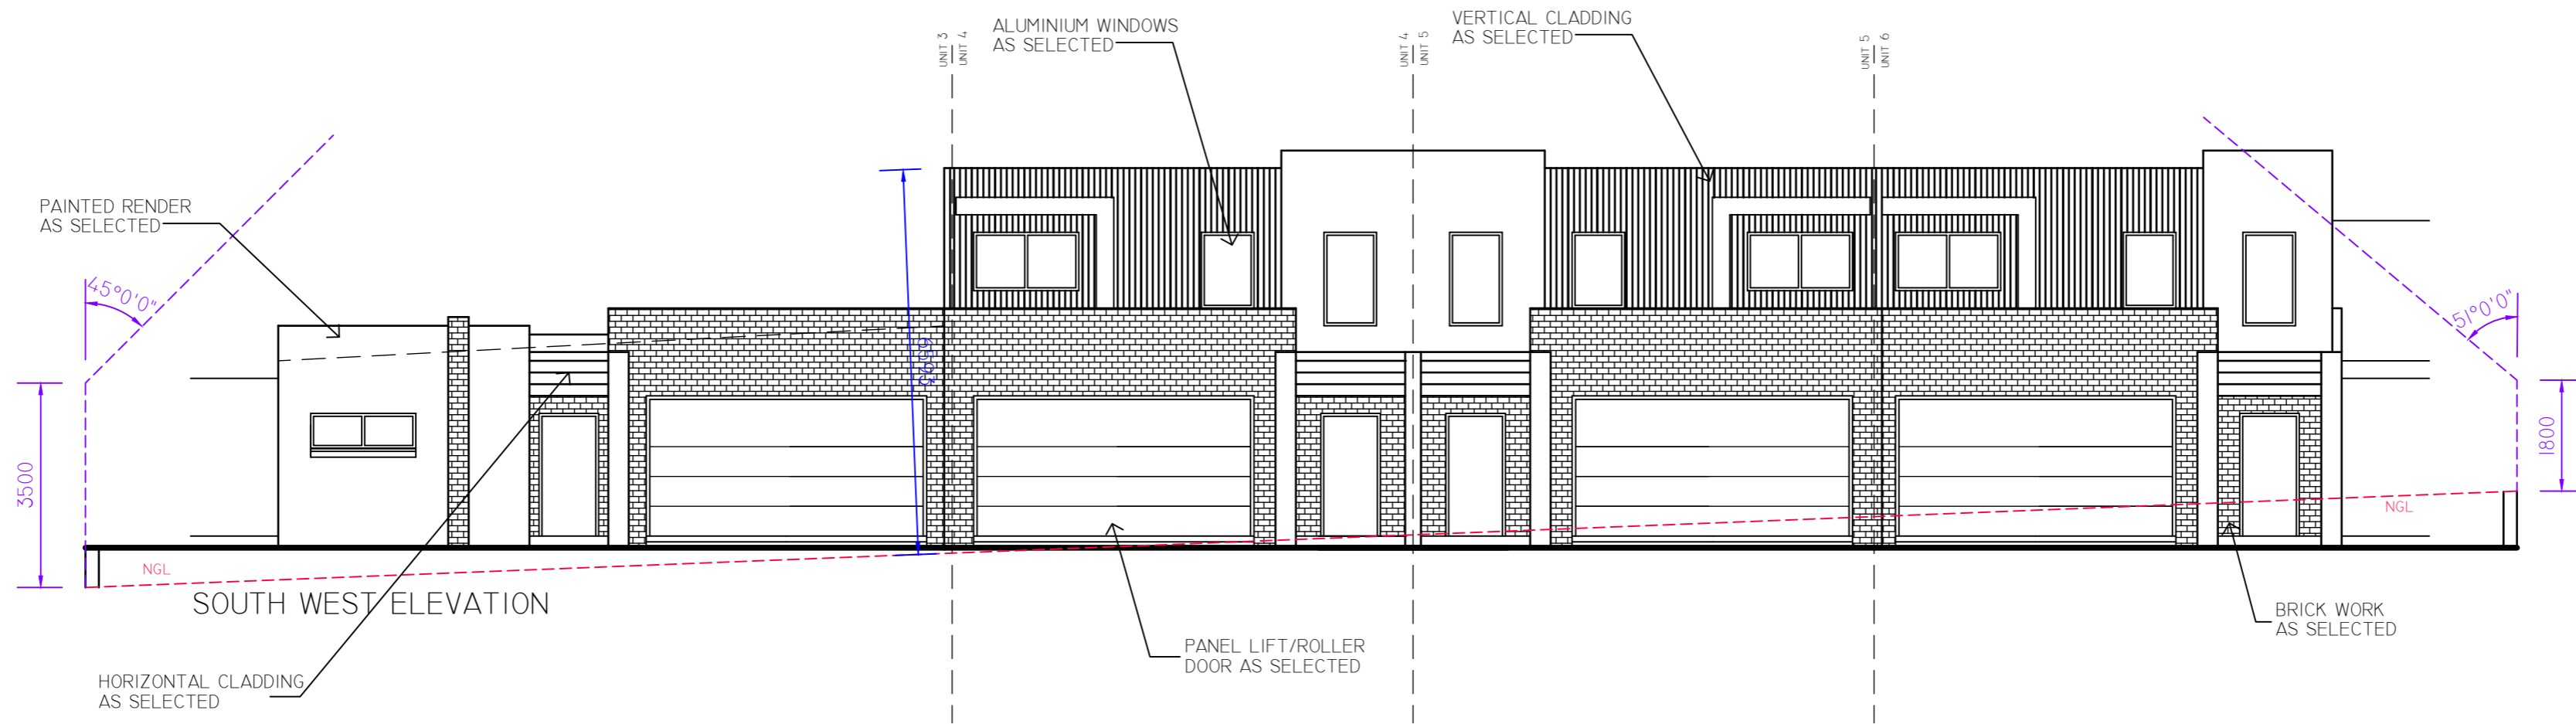 UNIT 3
UNIT 4
ALUMINIUM WINDOWS
AS SELECTED
UNIT 4
UNIT 5
VERTICAL CLADDING
AS SELECTED
UNIT 5
UNIT 6
PAINTED RENDER
AS SELECTED
45°0'0"
51°0'0"
6593
3500
1800
NGL
NGL
SOUTH WEST ELEVATION
BRICK WORK
AS SELECTED
PANEL LIFT/ROLLER
DOOR AS SELECTED
HORIZONTAL CLADDING
AS SELECTED